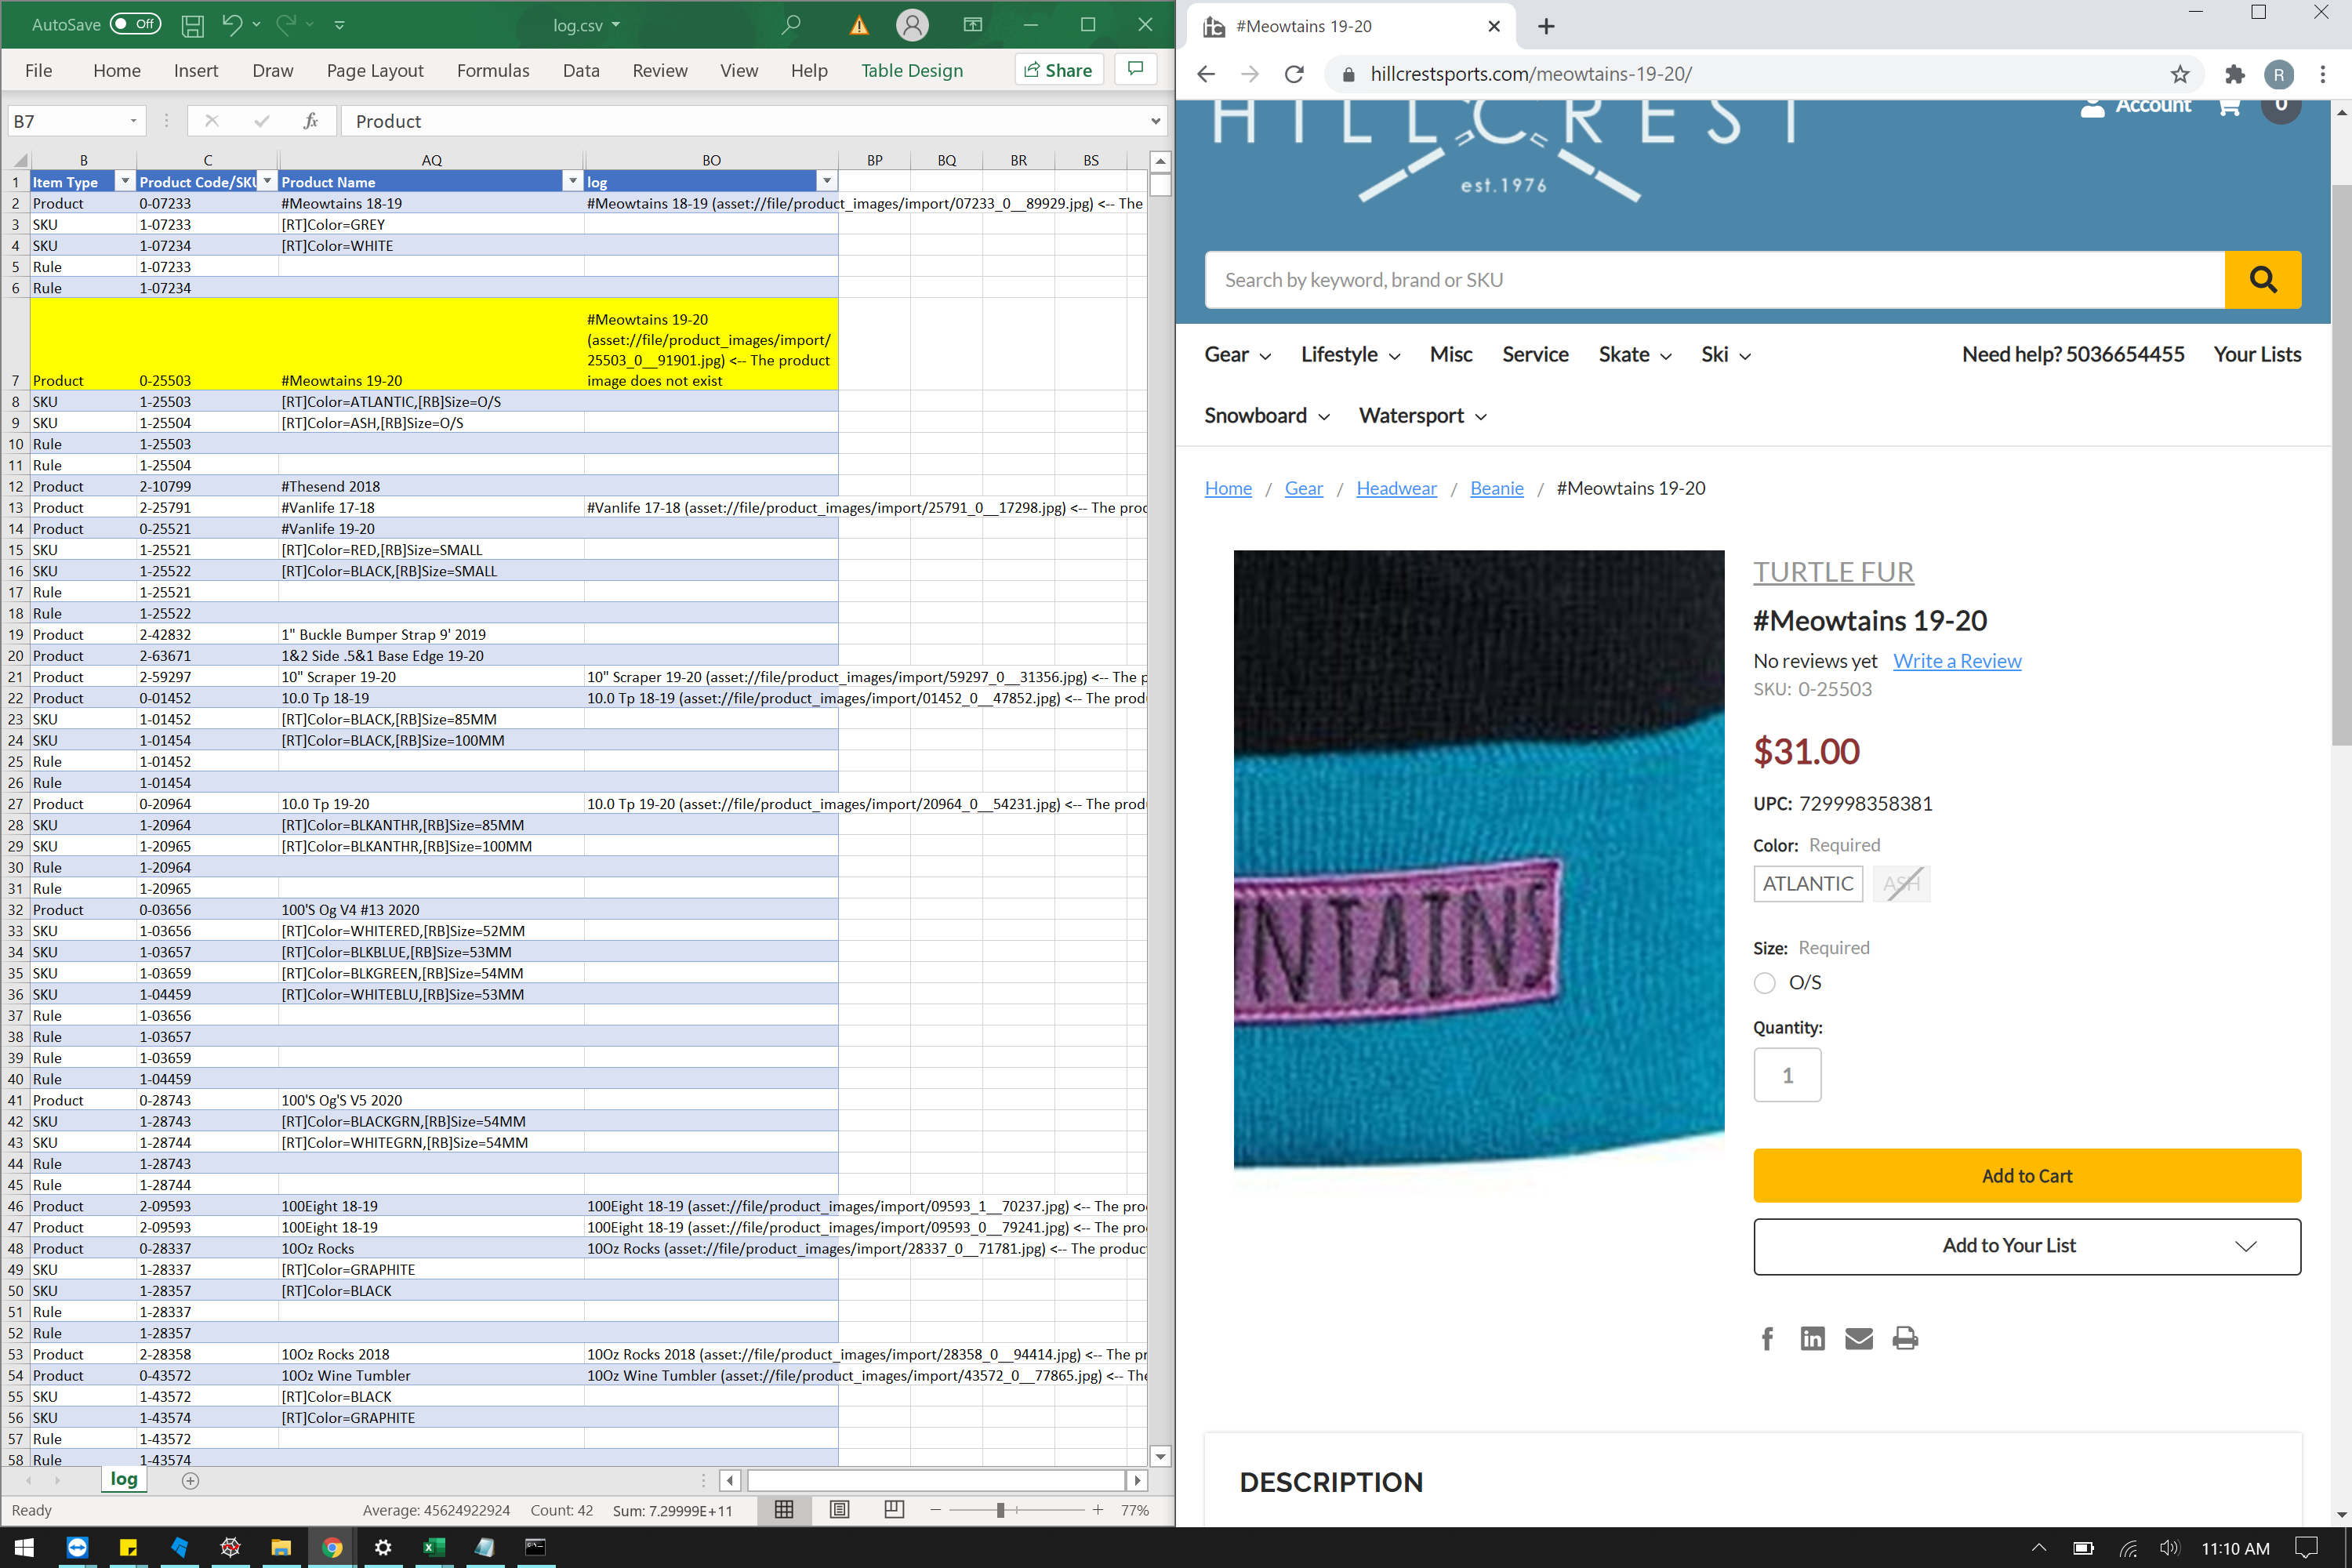 AutoSave Off log.csv
File Home Insert Draw Page Layout Formulas Data Review View Help Table Design Share
B7 fx Product
B C AQ BO BP BQ BR BS
1 Item Type Product Code/SKU Product Name log
2 Product 0-07233 #Meowtains 18-19 #Meowtains 18-19 (asset://file/product_images/import/07233_0__89929.jpg) <-- The
3 SKU 1-07233 [RT]Color=GREY
4 SKU 1-07234 [RT]Color=WHITE
5 Rule 1-07233
6 Rule 1-07234
#Meowtains 19-20
(asset://file/product_images/import/
25503_0__91901.jpg) <-- The product
7 Product 0-25503 #Meowtains 19-20 image does not exist
8 SKU 1-25503 [RT]Color=ATLANTIC,[RB]Size=O/S
9 SKU 1-25504 [RT]Color=ASH,[RB]Size=O/S
10 Rule 1-25503
11 Rule 1-25504
12 Product 2-10799 #Thesend 2018
13 Product 2-25791 #Vanlife 17-18 #Vanlife 17-18 (asset://file/product_images/import/25791_0__17298.jpg) <-- The prod
14 Product 0-25521 #Vanlife 19-20
15 SKU 1-25521 [RT]Color=RED,[RB]Size=SMALL
16 SKU 1-25522 [RT]Color=BLACK,[RB]Size=SMALL
17 Rule 1-25521
18 Rule 1-25522
19 Product 2-42832 1" Buckle Bumper Strap 9' 2019
20 Product 2-63671 1&2 Side .5&1 Base Edge 19-20
21 Product 2-59297 10" Scraper 19-20 10" Scraper 19-20 (asset://file/product_images/import/59297_0__31356.jpg) <-- The p
22 Product 0-01452 10.0 Tp 18-19 10.0 Tp 18-19 (asset://file/product_images/import/01452_0__47852.jpg) <-- The produ
23 SKU 1-01452 [RT]Color=BLACK,[RB]Size=85MM
24 SKU 1-01454 [RT]Color=BLACK,[RB]Size=100MM
25 Rule 1-01452
26 Rule 1-01454
27 Product 0-20964 10.0 Tp 19-20 10.0 Tp 19-20 (asset://file/product_images/import/20964_0__54231.jpg) <-- The produ
28 SKU 1-20964 [RT]Color=BLKANTHR,[RB]Size=85MM
29 SKU 1-20965 [RT]Color=BLKANTHR,[RB]Size=100MM
30 Rule 1-20964
31 Rule 1-20965
32 Product 0-03656 100'S Og V4 #13 2020
33 SKU 1-03656 [RT]Color=WHITERED,[RB]Size=52MM
34 SKU 1-03657 [RT]Color=BLKBLUE,[RB]Size=53MM
35 SKU 1-03659 [RT]Color=BLKGREEN,[RB]Size=54MM
36 SKU 1-04459 [RT]Color=WHITEBLU,[RB]Size=53MM
37 Rule 1-03656
38 Rule 1-03657
39 Rule 1-03659
40 Rule 1-04459
41 Product 0-28743 100'S Og'S V5 2020
42 SKU 1-28743 [RT]Color=BLACKGRN,[RB]Size=54MM
43 SKU 1-28744 [RT]Color=WHITEGRN,[RB]Size=54MM
44 Rule 1-28743
45 Rule 1-28744
46 Product 2-09593 100Eight 18-19 100Eight 18-19 (asset://file/product_images/import/09593_1__70237.jpg) <-- The pro
47 Product 2-09593 100Eight 18-19 100Eight 18-19 (asset://file/product_images/import/09593_0__79241.jpg) <-- The pro
48 Product 0-28337 10Oz Rocks 10Oz Rocks (asset://file/product_images/import/28337_0__71781.jpg) <-- The product
49 SKU 1-28337 [RT]Color=GRAPHITE
50 SKU 1-28357 [RT]Color=BLACK
51 Rule 1-28337
52 Rule 1-28357
53 Product 2-28358 10Oz Rocks 2018 10Oz Rocks 2018 (asset://file/product_images/import/28358_0__94414.jpg) <-- The pr
54 Product 0-43572 10Oz Wine Tumbler 10Oz Wine Tumbler (asset://file/product_images/import/43572_0__77865.jpg) <-- The
55 SKU 1-43572 [RT]Color=BLACK
56 SKU 1-43574 [RT]Color=GRAPHITE
57 Rule 1-43572
58 Rule 1-43574
log
Ready Average: 45624922924 Count: 42 Sum: 7.29999E+11 77%
#Meowtains 19-20
hillcrestsports.com/meowtains-19-20/ R
HILLCREST
est.1976
Account 0
Search by keyword, brand or SKU
Gear Lifestyle Misc Service Skate Ski Need help? 5036654455 Your Lists
Snowboard Watersport
Home / Gear / Headwear / Beanie / #Meowtains 19-20
NTAINS
TURTLE FUR
#Meowtains 19-20
No reviews yet Write a Review
SKU: 0-25503
$31.00
UPC: 729998358381
Color: Required
ATLANTIC ASH
Size: Required
O/S
Quantity:
1
Add to Cart
Add to Your List
DESCRIPTION
11:10 AM